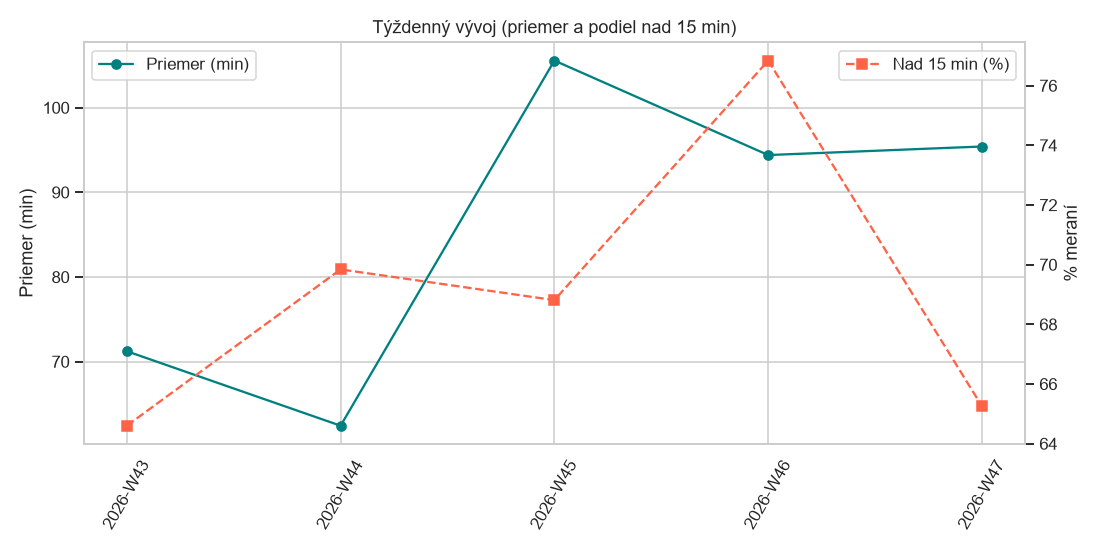 Týždenný vývoj (priemer a podiel nad 15 min)
Priemer (min)
Nad 15 min (%)
Priemer (min)
100
90
80
70
% meraní
76
74
72
70
68
66
64
2026-W43
2026-W44
2026-W45
2026-W46
2026-W47